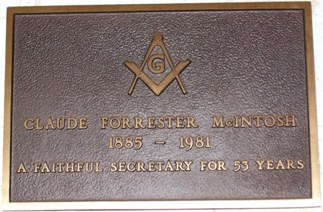 G
CLAUDE FORRESTER McINTOSH
1885 - 1981
A FAITHFUL SECRETARY FOR 53 YEARS